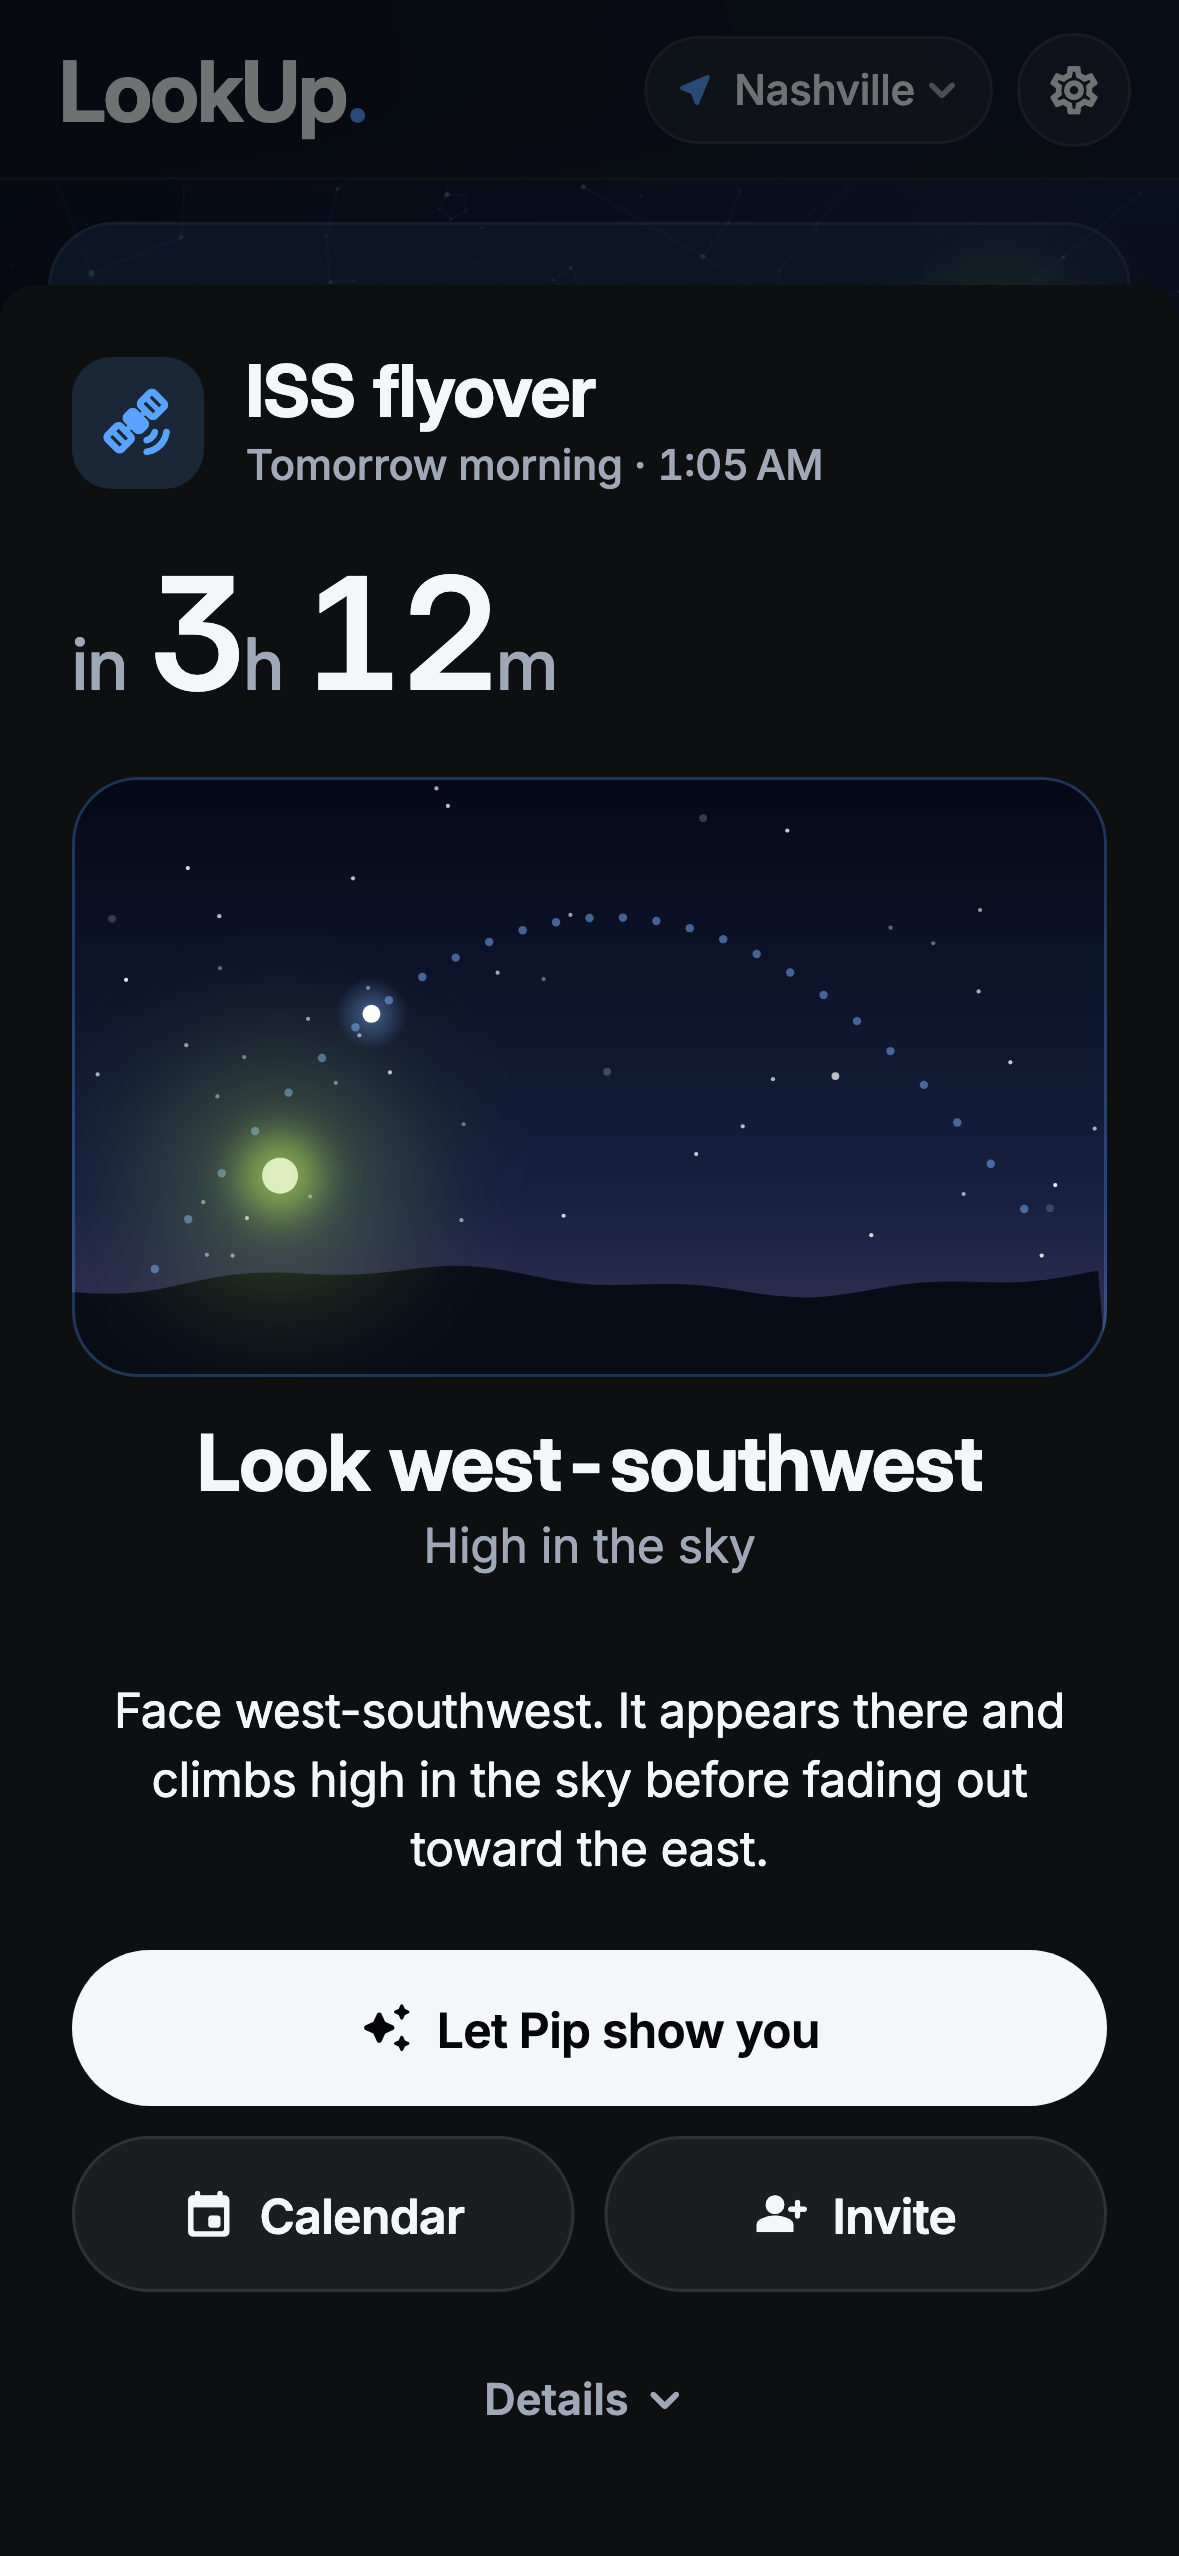 LookUp.
Nashville
ISS flyover
Tomorrow morning · 1:05 AM
in 3h 12m
Look west-southwest
High in the sky
Face west-southwest. It appears there and
climbs high in the sky before fading out
toward the east.
Let Pip show you
Calendar
Invite
Details